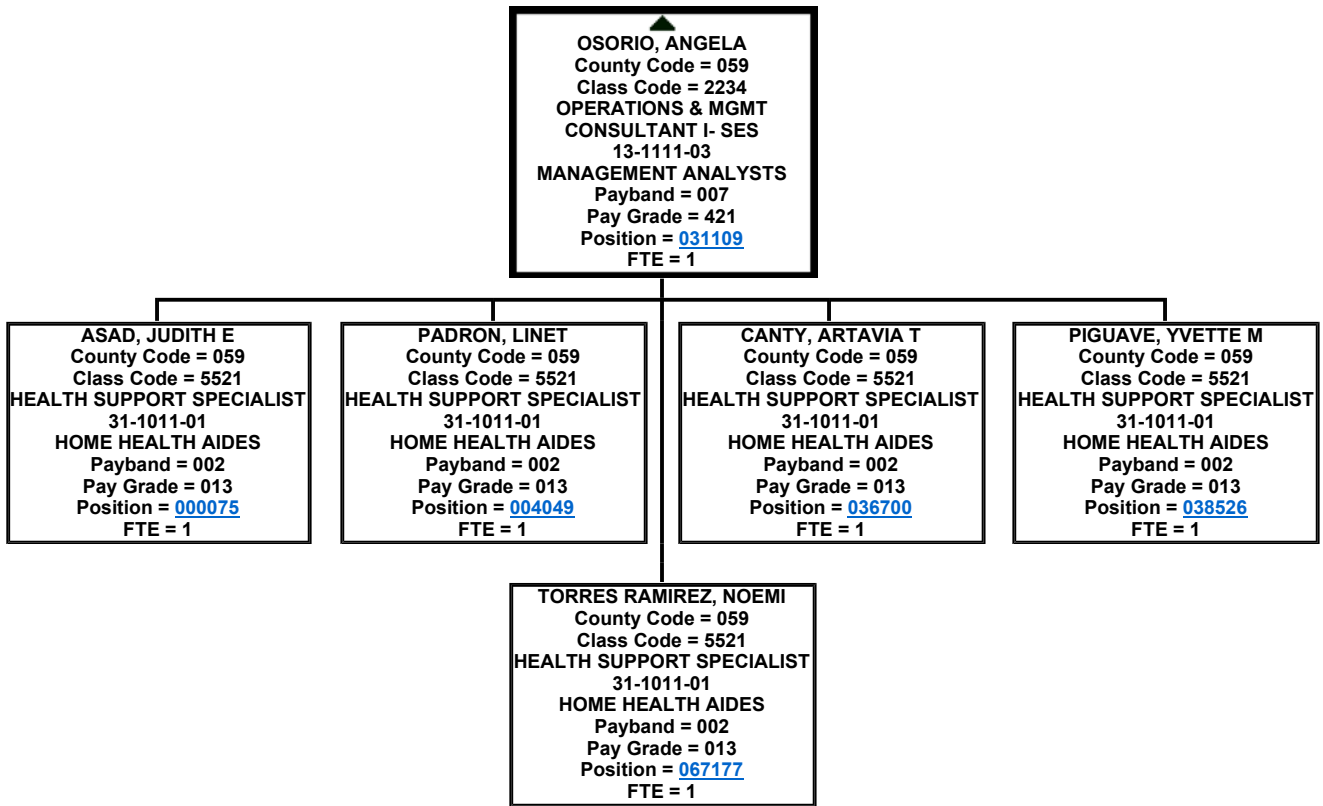 OSORIO, ANGELA
County Code = 059
Class Code = 2234
OPERATIONS & MGMT
CONSULTANT I- SES
13-1111-03
MANAGEMENT ANALYSTS
Payband = 007
Pay Grade = 421
Position = 031109
FTE = 1
ASAD, JUDITH E
County Code = 059
Class Code = 5521
HEALTH SUPPORT SPECIALIST
31-1011-01
HOME HEALTH AIDES
Payband = 002
Pay Grade = 013
Position = 000075
FTE = 1
PADRON, LINET
County Code = 059
Class Code = 5521
HEALTH SUPPORT SPECIALIST
31-1011-01
HOME HEALTH AIDES
Payband = 002
Pay Grade = 013
Position = 004049
FTE = 1
CANTY, ARTAVIA T
County Code = 059
Class Code = 5521
HEALTH SUPPORT SPECIALIST
31-1011-01
HOME HEALTH AIDES
Payband = 002
Pay Grade = 013
Position = 036700
FTE = 1
PIGUAVE, YVETTE M
County Code = 059
Class Code = 5521
HEALTH SUPPORT SPECIALIST
31-1011-01
HOME HEALTH AIDES
Payband = 002
Pay Grade = 013
Position = 038526
FTE = 1
TORRES RAMIREZ, NOEMI
County Code = 059
Class Code = 5521
HEALTH SUPPORT SPECIALIST
31-1011-01
HOME HEALTH AIDES
Payband = 002
Pay Grade = 013
Position = 067177
FTE = 1